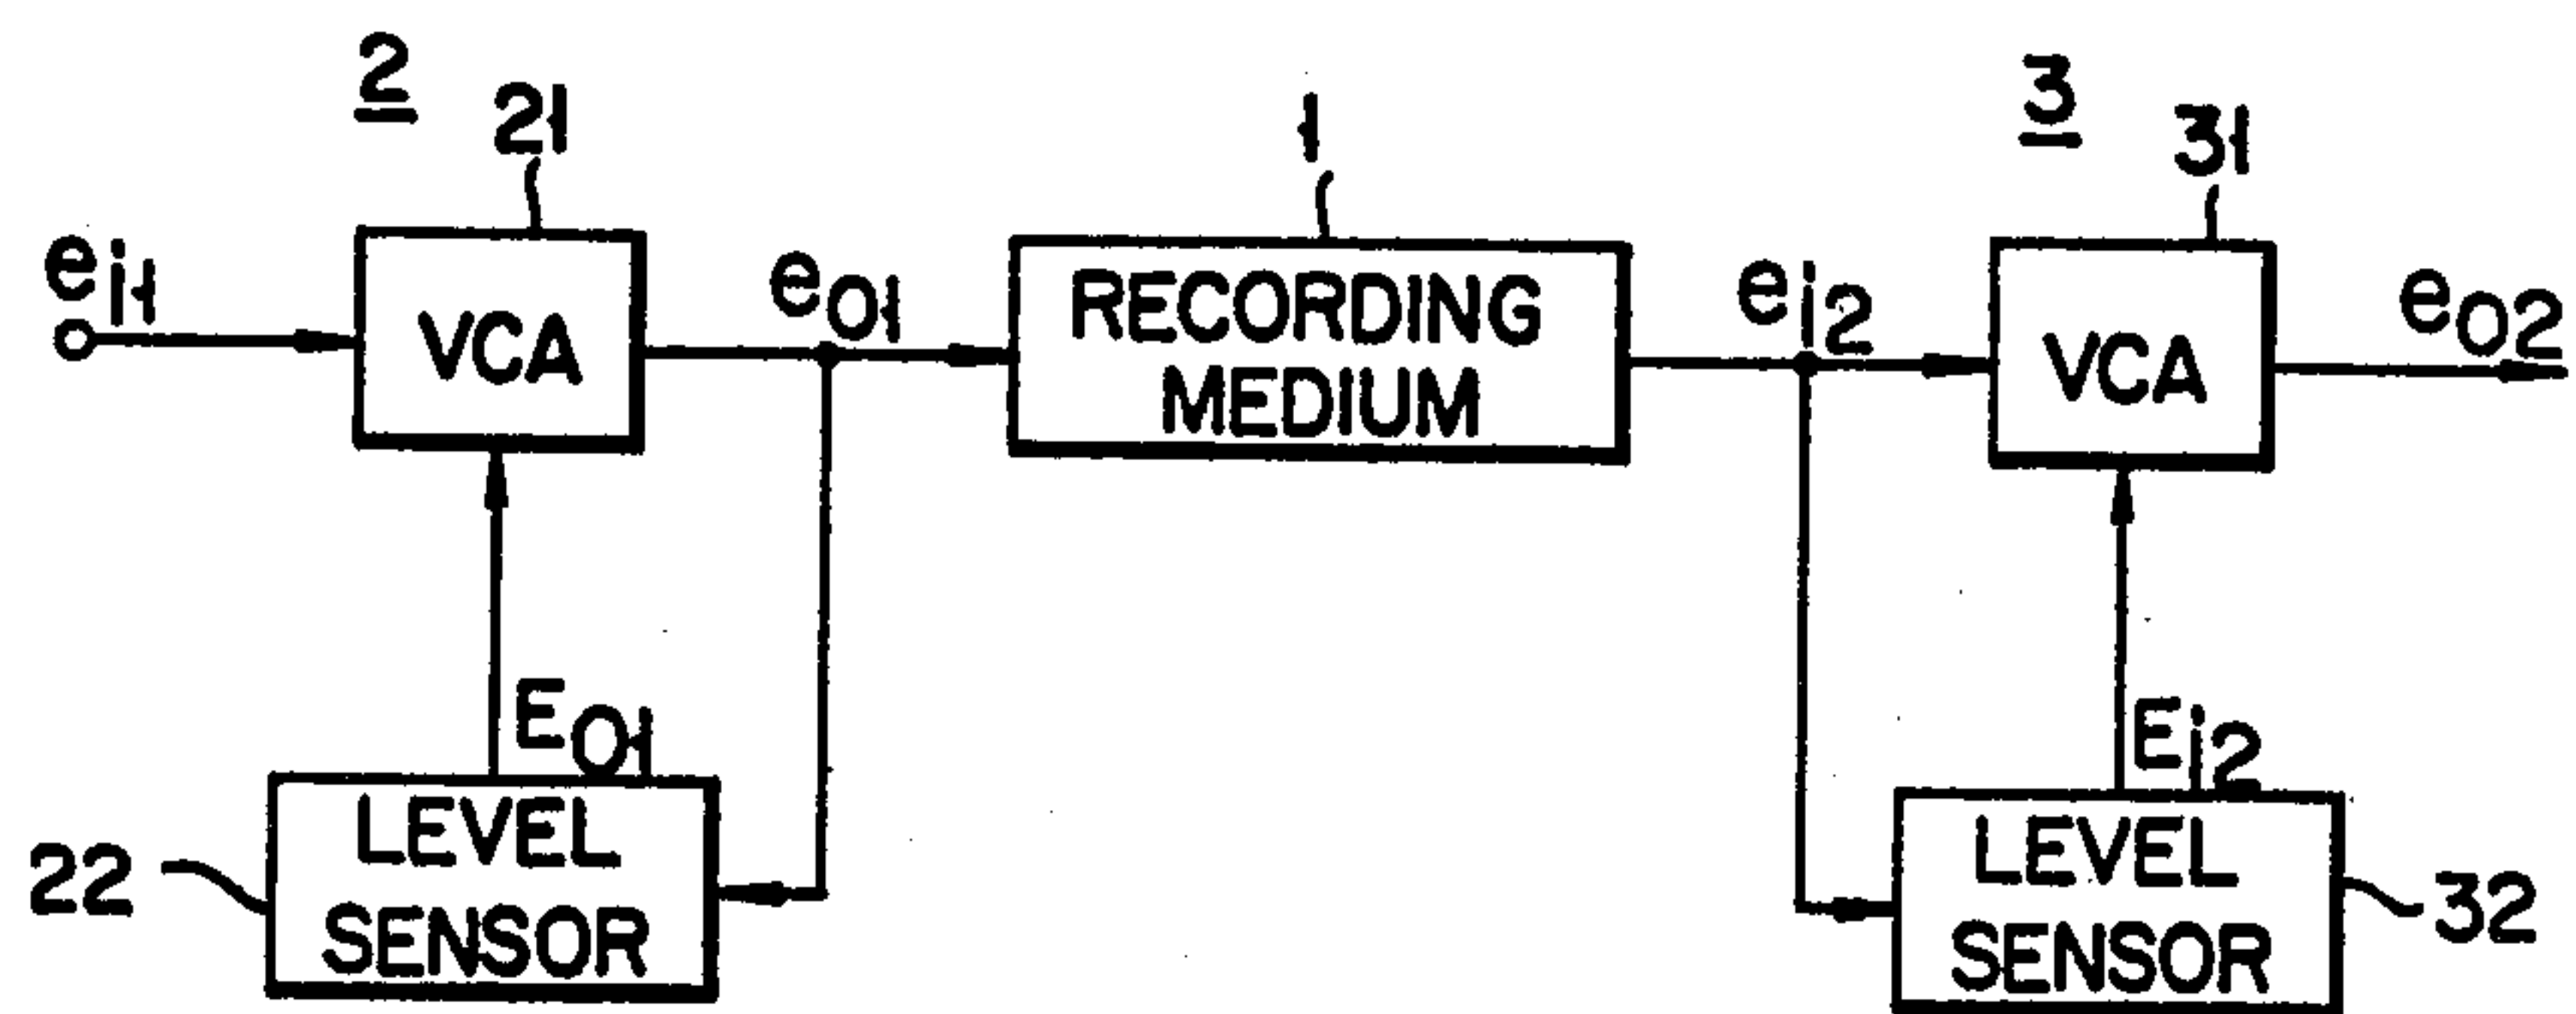 2
21
1
3
31
ei1
VCA
eo1
RECORDING
MEDIUM
ei2
VCA
eo2
Eo1
Ei2
22
LEVEL
SENSOR
LEVEL
SENSOR
32